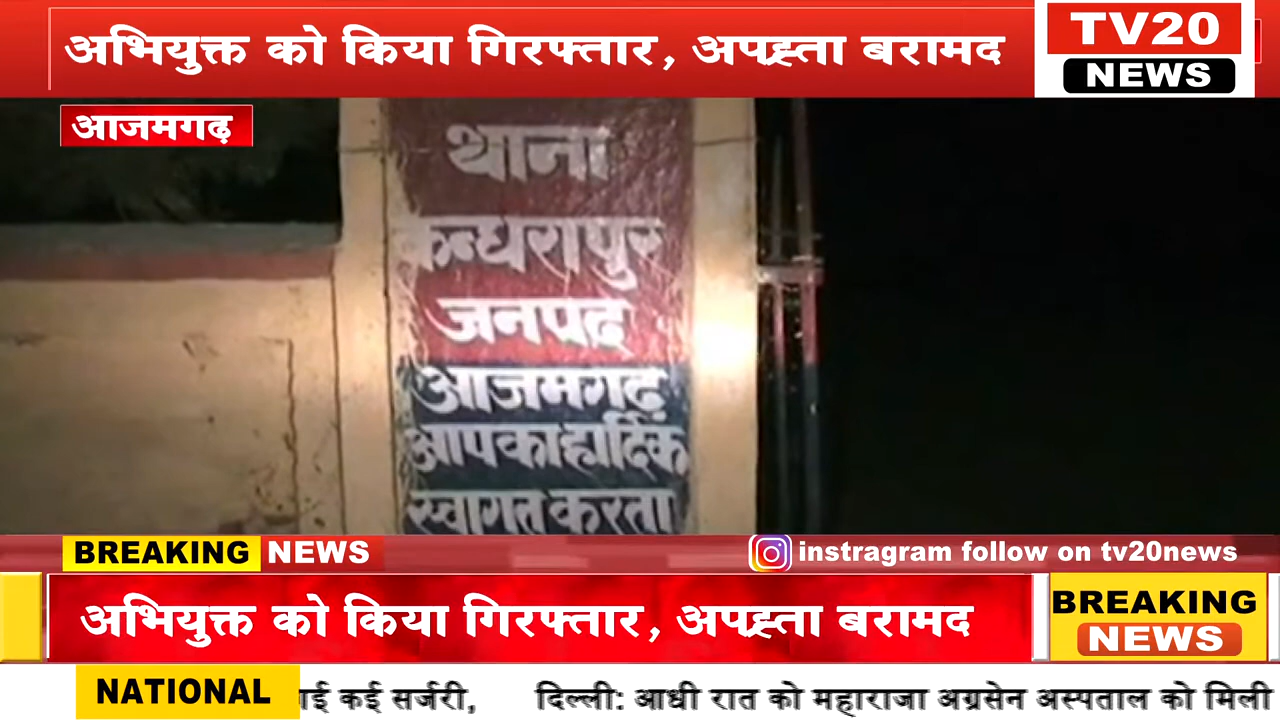 अभियुक्त को किया गिरफ्तार, अपह्ता बरामद
TV20
NEWS
आजमगढ़
थाना
कन्धरापुर
जनपद
आजमगढ़
आपका हार्दिक
स्वागत करता
BREAKING NEWS
instragram follow on tv20news
अभियुक्त को किया गिरफ्तार, अपह्ता बरामद
BREAKING
NEWS
NATIONAL
कई सर्जरी, दिल्ली: आधी रात को महाराजा अग्रसेन अस्पताल को मिली